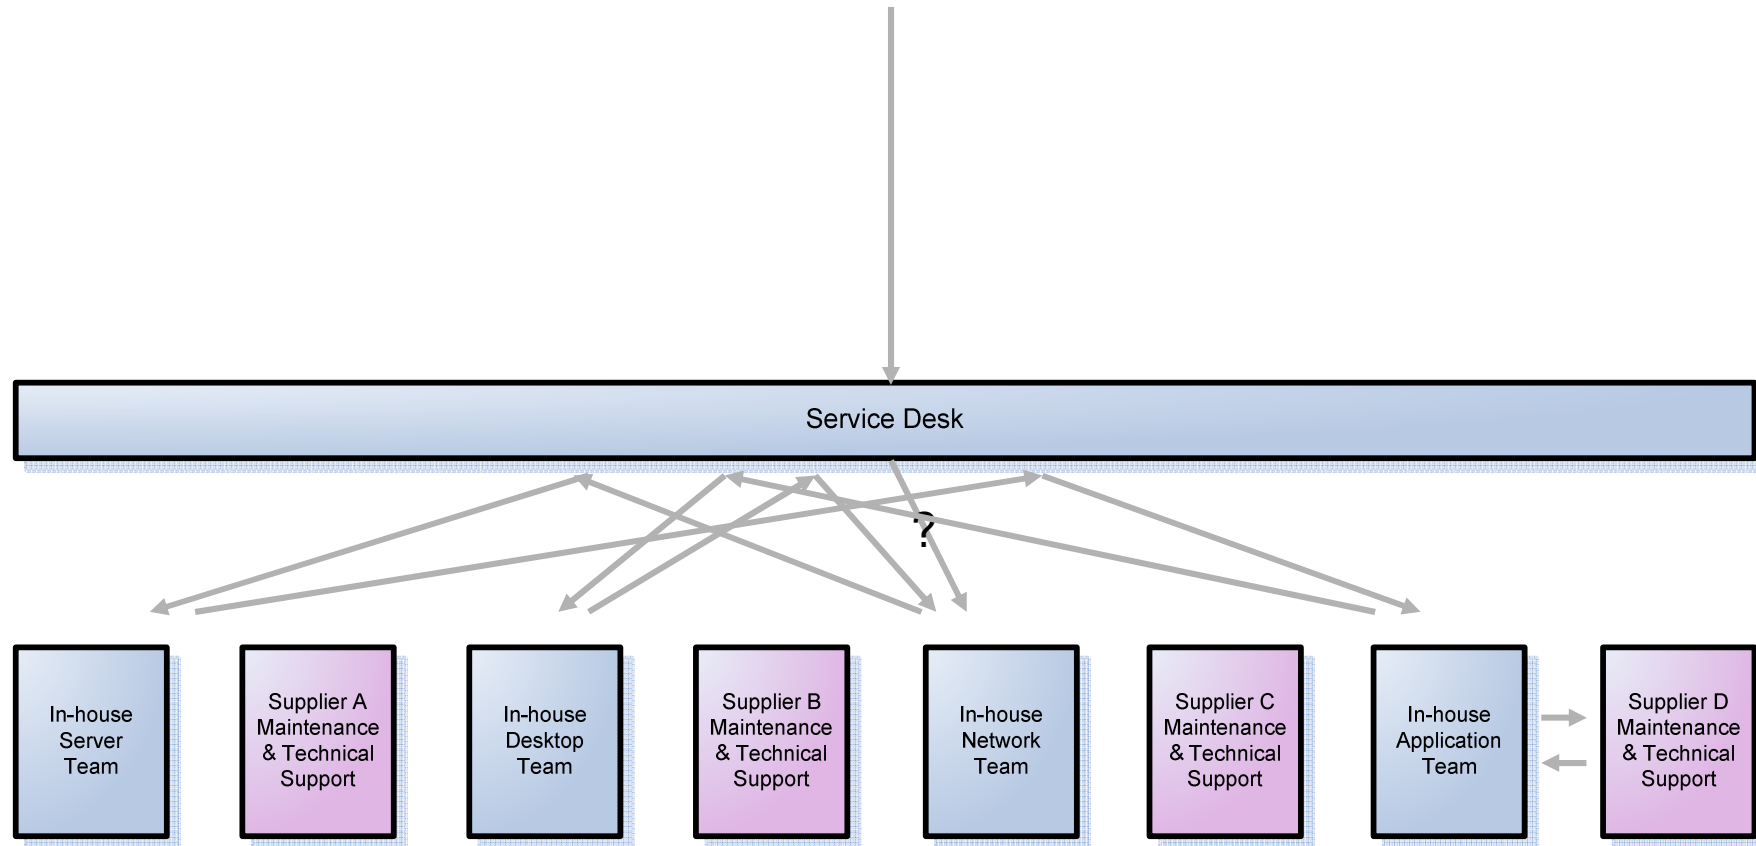 Service Desk
?
In-house
Server
Team
Supplier A
Maintenance
& Technical
Support
In-house
Desktop
Team
Supplier B
Maintenance
& Technical
Support
In-house
Network
Team
Supplier C
Maintenance
& Technical
Support
In-house
Application
Team
Supplier D
Maintenance
& Technical
Support